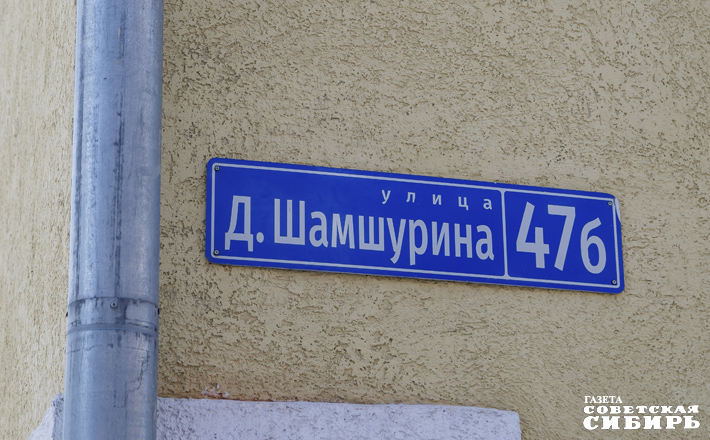 улица
Д. Шамшурина 47б
ГАЗЕТА
СОВЕТСКАЯ
СИБИРЬ